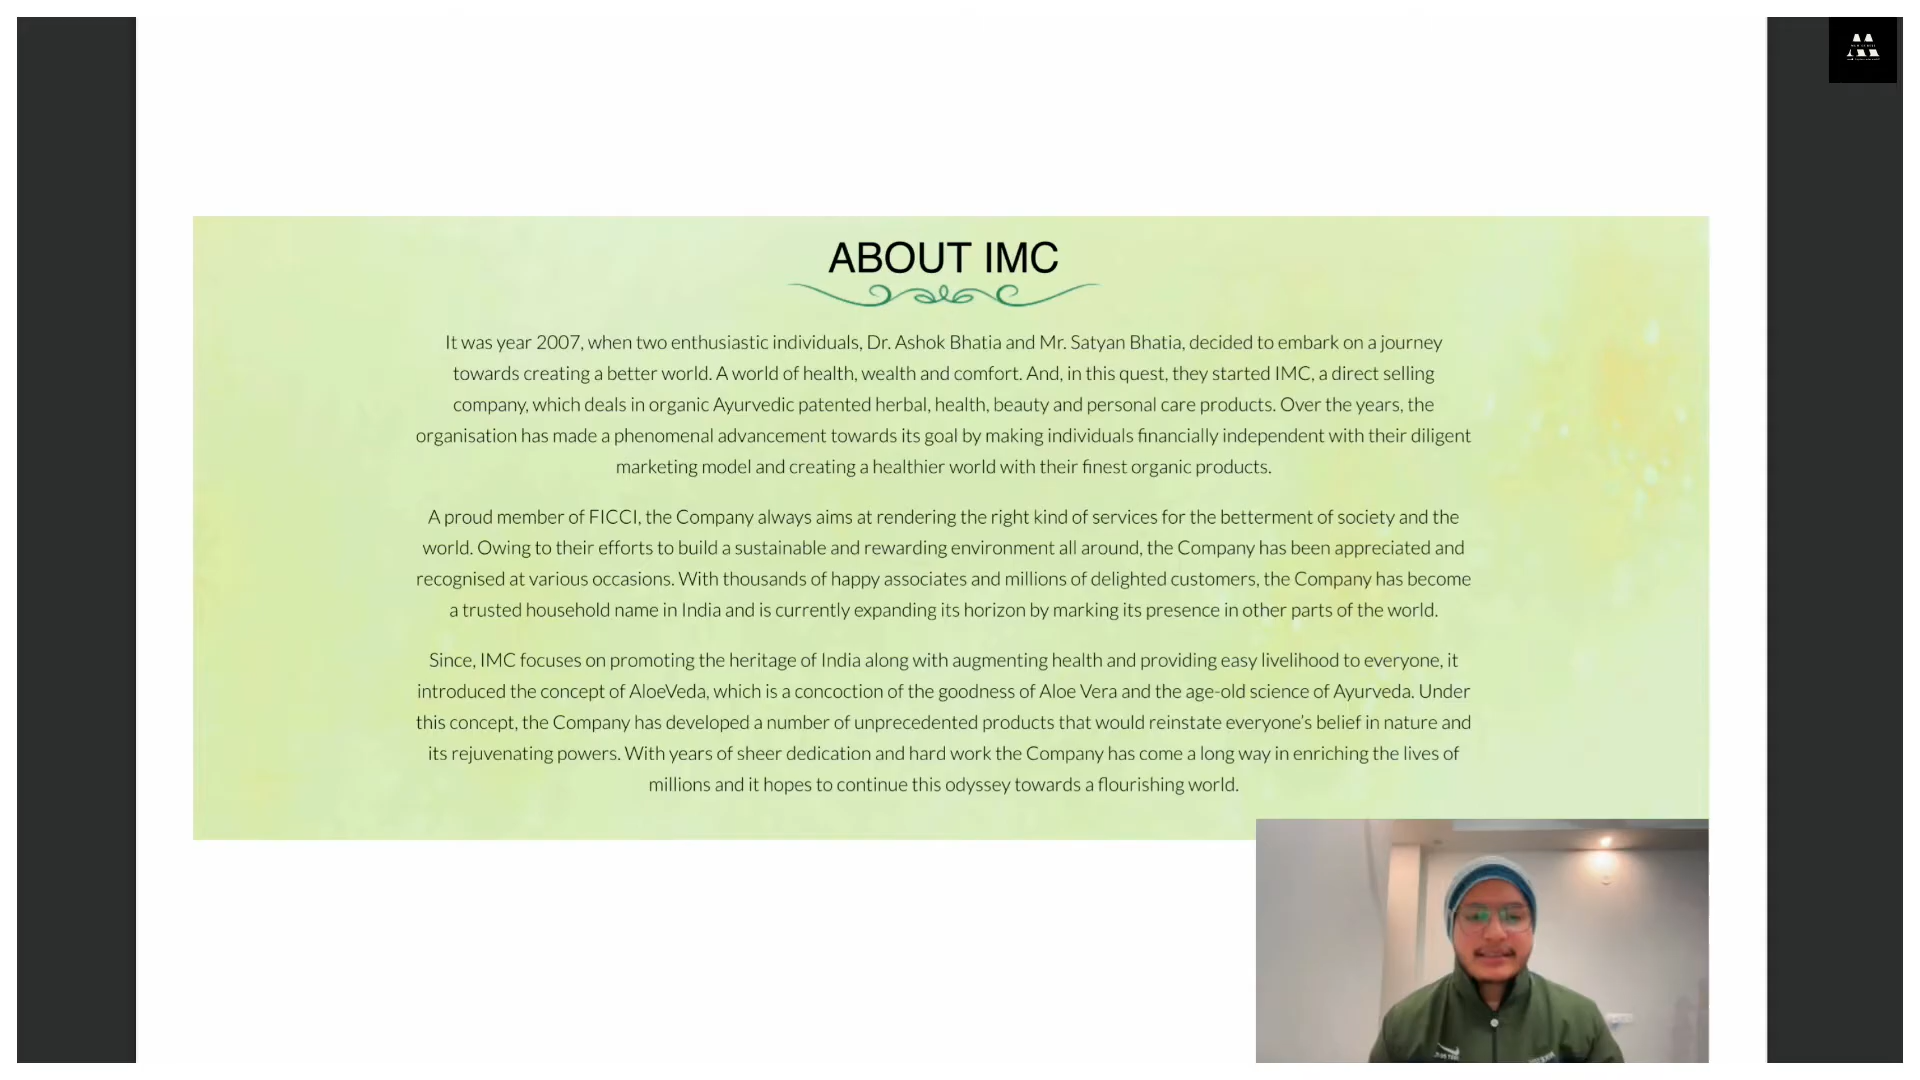 ABOUT IMC
It was year 2007, when two enthusiastic individuals, Dr. Ashok Bhatia and Mr. Satyan Bhatia, decided to embark on a journey
towards creating a better world. A world of health, wealth and comfort. And, in this quest, they started IMC, a direct selling
company, which deals in organic Ayurvedic patented herbal, health, beauty and personal care products. Over the years, the
organisation has made a phenomenal advancement towards its goal by making individuals financially independent with their diligent
marketing model and creating a healthier world with their finest organic products.
A proud member of FICCI, the Company always aims at rendering the right kind of services for the betterment of society and the
world. Owing to their efforts to build a sustainable and rewarding environment all around, the Company has been appreciated and
recognised at various occasions. With thousands of happy associates and millions of delighted customers, the Company has become
a trusted household name in India and is currently expanding its horizon by marking its presence in other parts of the world.
Since, IMC focuses on promoting the heritage of India along with augmenting health and providing easy livelihood to everyone, it
introduced the concept of AloeVeda, which is a concoction of the goodness of Aloe Vera and the age-old science of Ayurveda. Under
this concept, the Company has developed a number of unprecedented products that would reinstate everyone's belief in nature and
its rejuvenating powers. With years of sheer dedication and hard work the Company has come a long way in enriching the lives of
millions and it hopes to continue this odyssey towards a flourishing world.